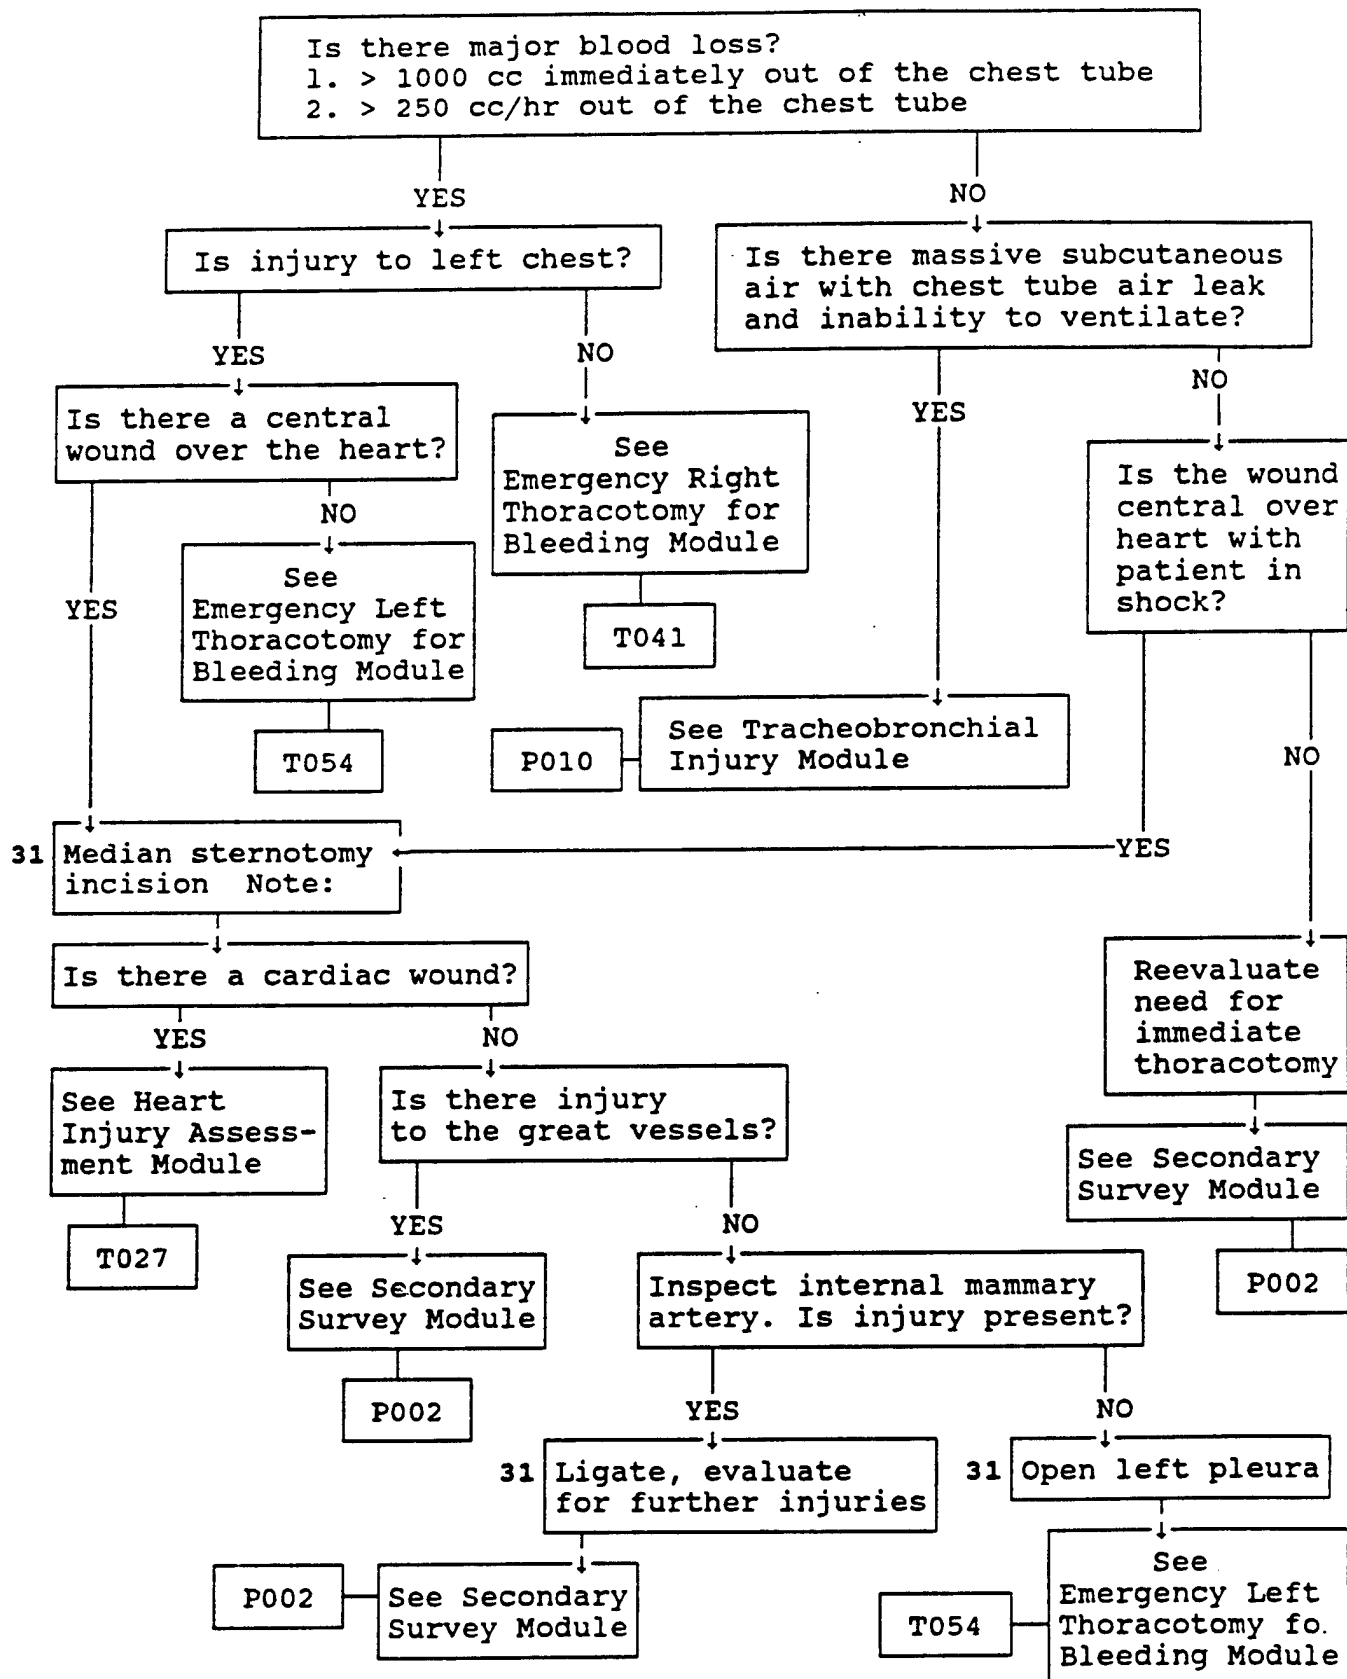 Is there major blood loss?
1. > 1000 cc immediately out of the chest tube
2. > 250 cc/hr out of the chest tube
YES
NO
Is injury to left chest?
Is there massive subcutaneous
air with chest tube air leak
and inability to ventilate?
YES
NO
YES
NO
Is there a central
wound over the heart?
See
Emergency Right
Thoracotomy for
Bleeding Module
T041
Is the wound
central over
heart with
patient in
shock?
YES
NO
See
Emergency Left
Thoracotomy for
Bleeding Module
T054
P010
See Tracheobronchial
Injury Module
YES
NO
31
Median sternotomy
incision Note:
Is there a cardiac wound?
YES
NO
Reevaluate
need for
immediate
thoracotomy
See Heart
Injury Assess-
ment Module
T027
Is there injury
to the great vessels?
See Secondary
Survey Module
P002
YES
NO
See Secondary
Survey Module
P002
Inspect internal mammary
artery. Is injury present?
YES
NO
31
Ligate, evaluate
for further injuries
31
Open left pleura
P002
See Secondary
Survey Module
T054
See
Emergency Left
Thoracotomy fo.
Bleeding Module